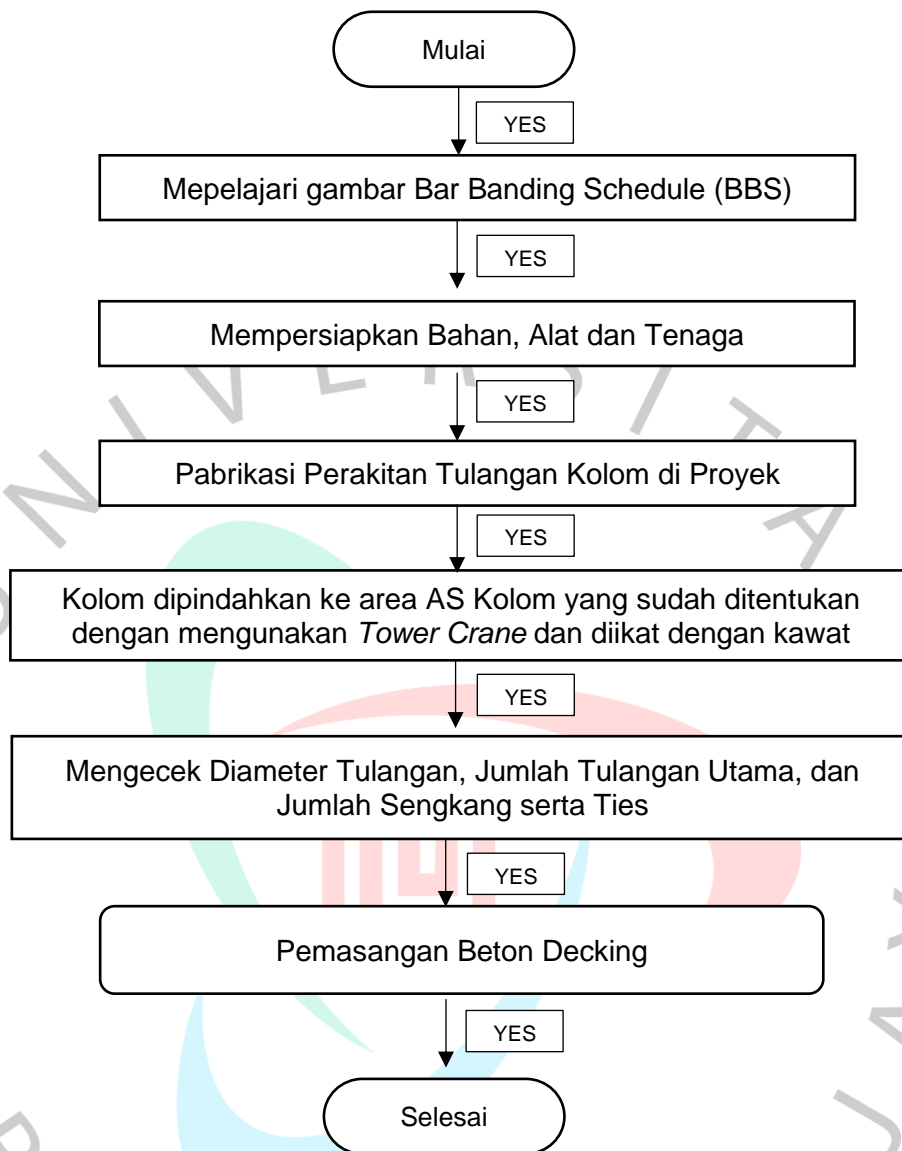 Mulai
YES
Mepelajari gambar Bar Banding Schedule (BBS)
YES
Mempersiapkan Bahan, Alat dan Tenaga
YES
Pabrikasi Perakitan Tulangan Kolom di Proyek
YES
Kolom dipindahkan ke area AS Kolom yang sudah ditentukan
dengan mengunakan Tower Crane dan diikat dengan kawat
YES
Mengecek Diameter Tulangan, Jumlah Tulangan Utama, dan
Jumlah Sengkang serta Ties
YES
Pemasangan Beton Decking
YES
Selesai